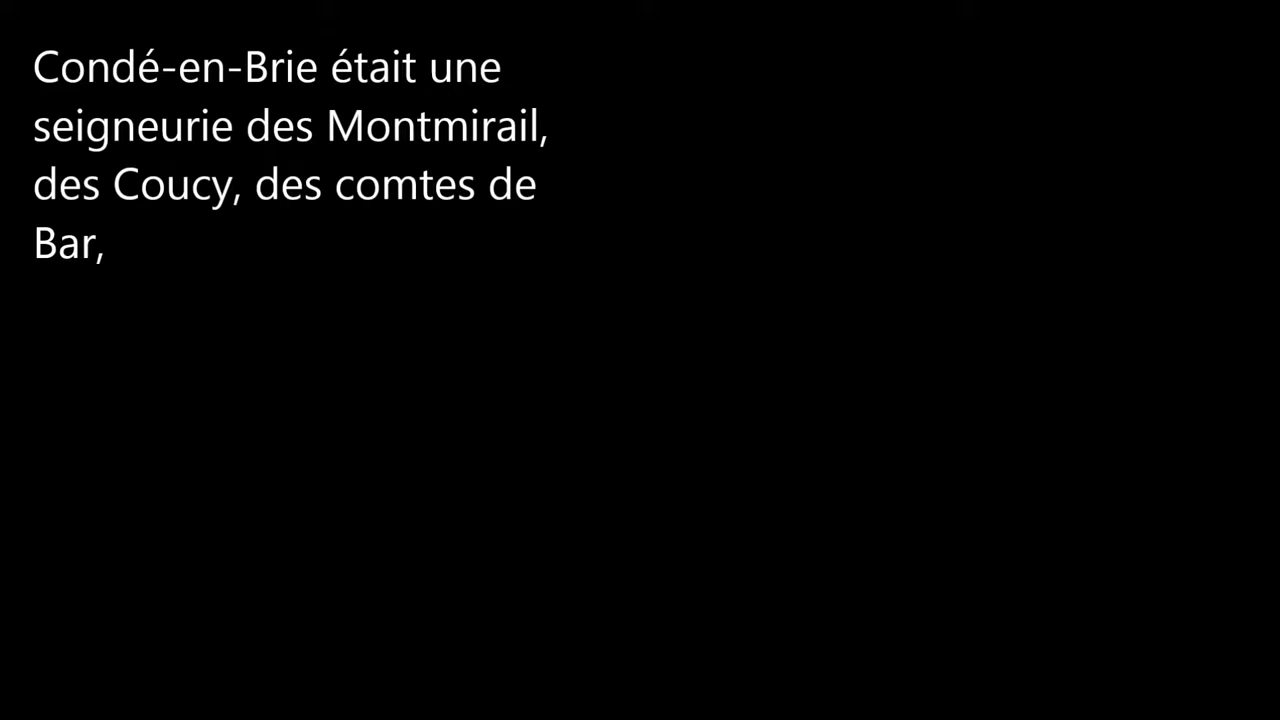 Condé-en-Brie était une
seigneurie des Montmirail,
des Coucy, des comtes de
Bar,